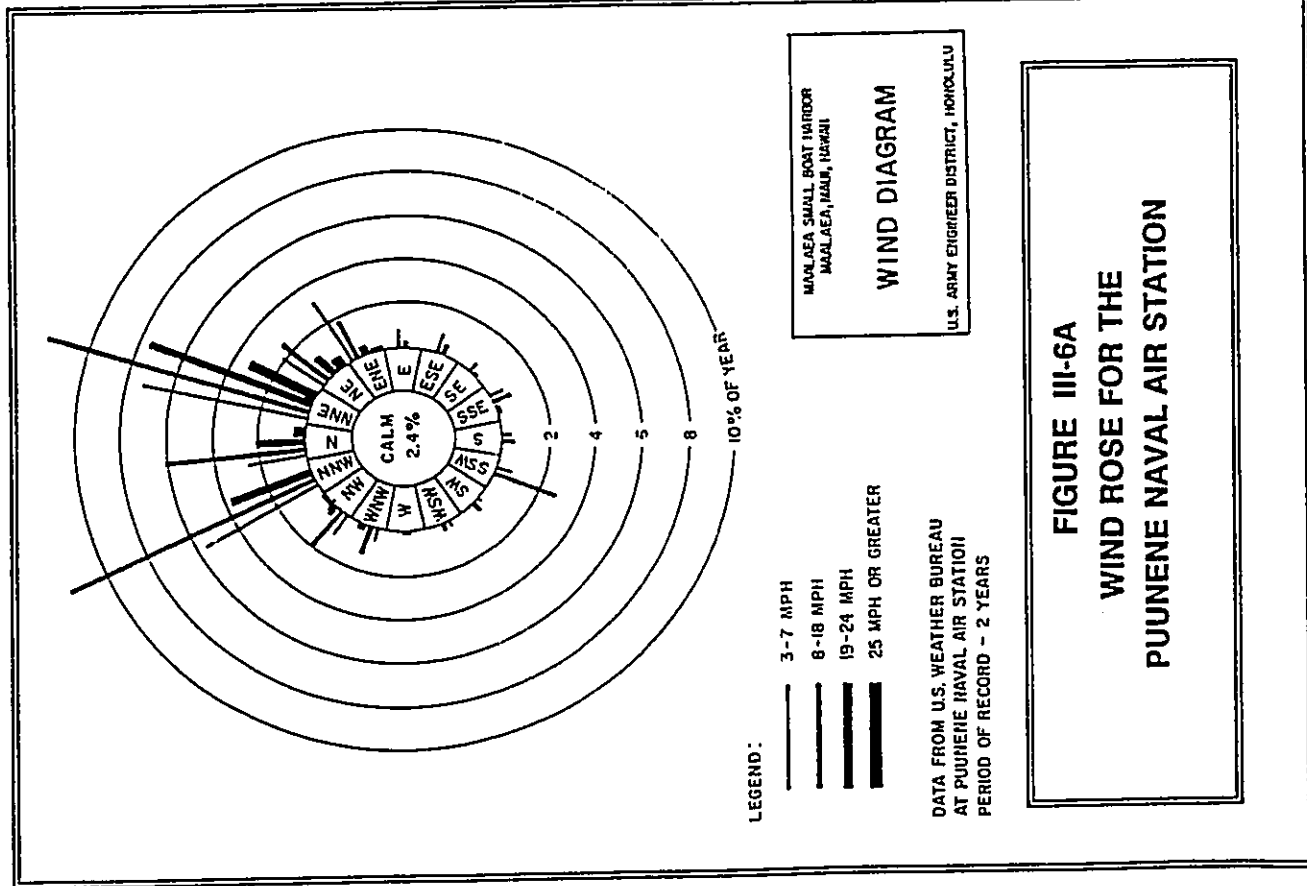 N
NNE
NE
ENE
E
ESE
SE
SSE
S
SSW
SW
WSW
W
WNW
NW
NNW
CALM
2.4%
2
4
5
8
10% OF YEAR
LEGEND:
3-7 MPH
8-18 MPH
19-24 MPH
25 MPH OR GREATER
DATA FROM U.S. WEATHER BUREAU
AT PUUNENE NAVAL AIR STATION
PERIOD OF RECORD - 2 YEARS
MAALAEA SMALL BOAT HARBOR
MAALAEA, MAUI, HAWAII
WIND DIAGRAM
U.S. ARMY ENGINEER DISTRICT, HONOLULU
FIGURE III-6A
WIND ROSE FOR THE
PUUNENE NAVAL AIR STATION